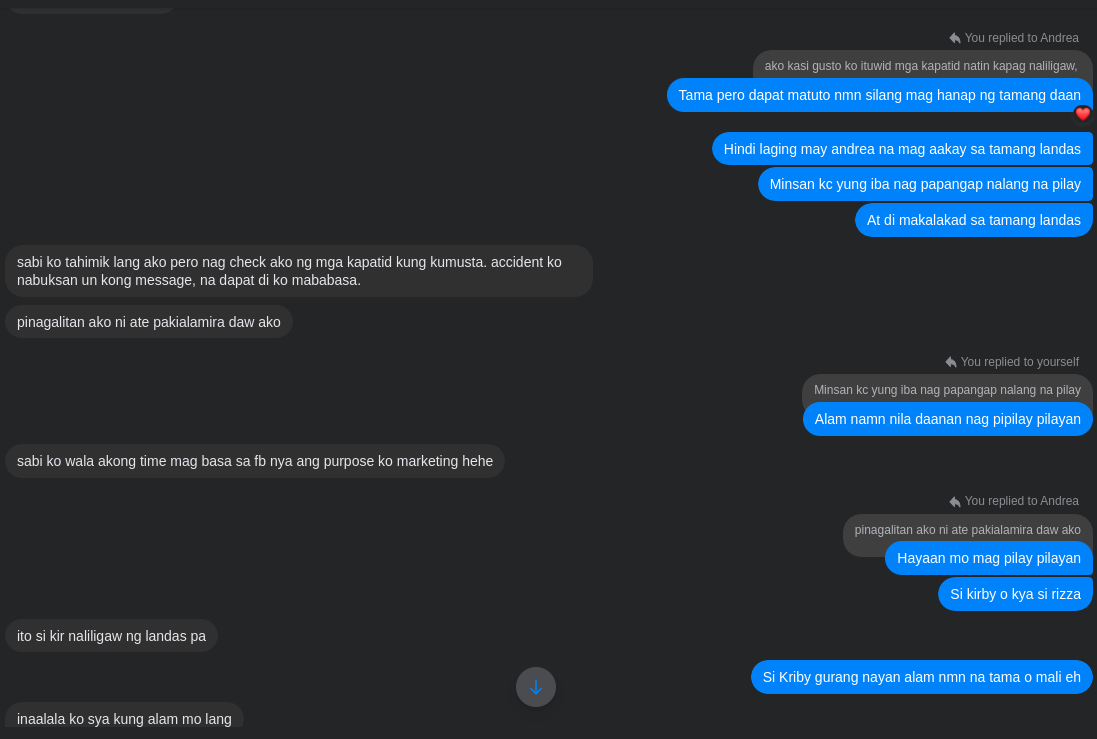 You replied to Andrea
ako kasi gusto ko ituwid mga kapatid natin kapag naliligaw,
Tama pero dapat matuto nmn silang mag hanap ng tamang daan
Hindi laging may andrea na mag aakay sa tamang landas
Minsan kc yung iba nag papangap nalang na pilay
At di makalakad sa tamang landas
sabi ko tahimik lang ako pero nag check ako ng mga kapatid kung kumusta. accident ko
nabuksan un kong message, na dapat di ko mababasa.
pinagalitan ako ni ate pakialamira daw ako
You replied to yourself
Minsan kc yung iba nag papangap nalang na pilay
Alam namn nila daanan nag pipilay pilayan
sabi ko wala akong time mag basa sa fb nya ang purpose ko marketing hehe
You replied to Andrea
pinagalitan ako ni ate pakialamira daw ako
Hayaan mo mag pilay pilayan
Si kirby o kya si rizza
ito si kir naliligaw ng landas pa
Si Kriby gurang nayan alam nmn na tama o mali eh
inaalala ko sya kung alam mo lang